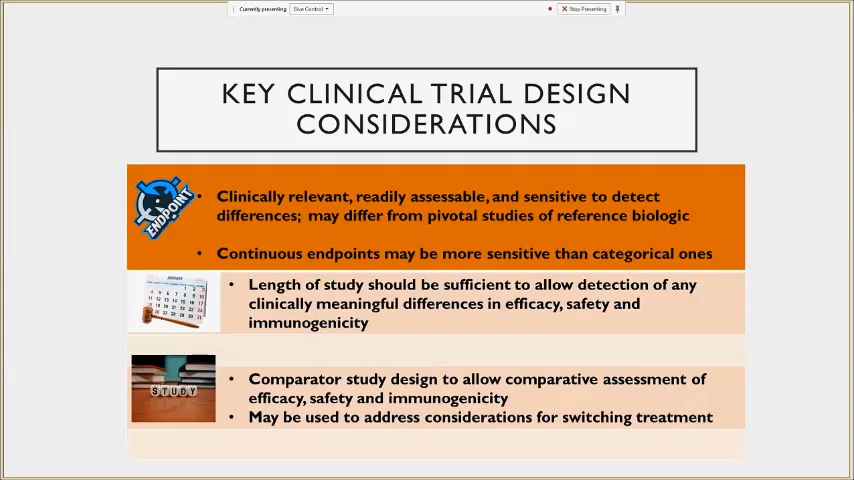 Currently presenting
Give Control
Stop Presenting
KEY CLINICAL TRIAL DESIGN
CONSIDERATIONS
ENDPOINT
• Clinically relevant, readily assessable, and sensitive to detect
differences; may differ from pivotal studies of reference biologic
• Continuous endpoints may be more sensitive than categorical ones
JANUARY
• Length of study should be sufficient to allow detection of any
clinically meaningful differences in efficacy, safety and
immunogenicity
STUDY
• Comparator study design to allow comparative assessment of
efficacy, safety and immunogenicity
• May be used to address considerations for switching treatment